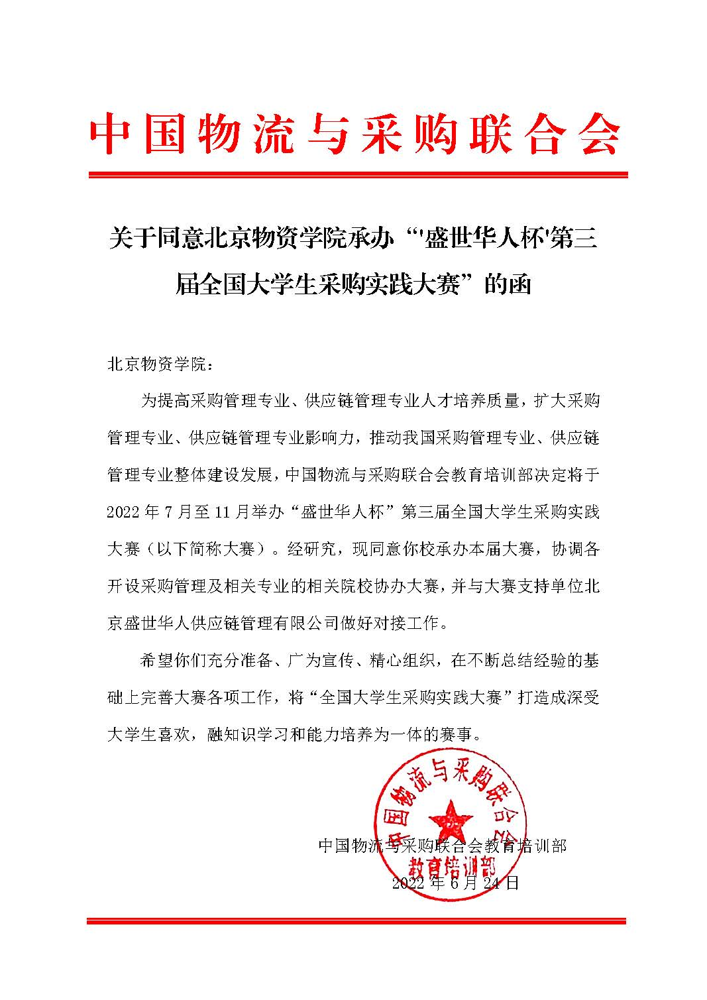 中国物流与采购联合会
关于同意北京物资学院承办“'盛世华人杯'第三
届全国大学生采购实践大赛”的函
北京物资学院：
为提高采购管理专业、供应链管理专业人才培养质量，扩大采购
管理专业、供应链管理专业影响力，推动我国采购管理专业、供应链
管理专业整体建设发展，中国物流与采购联合会教育培训部决定将于
2022 年 7 月至 11 月举办“盛世华人杯”第三届全国大学生采购实践
大赛（以下简称大赛）。经研究，现同意你校承办本届大赛，协调各
开设采购管理及相关专业的相关院校协办大赛，并与大赛支持单位北
京盛世华人供应链管理有限公司做好对接工作。
希望你们充分准备、广为宣传、精心组织，在不断总结经验的基
础上完善大赛各项工作，将“全国大学生采购实践大赛”打造成深受
大学生喜欢，融知识学习和能力培养为一体的赛事。
中国物流与采购联合会
中国物流与采购联合会教育培训部
教育培训部
2022 年 6 月 24 日